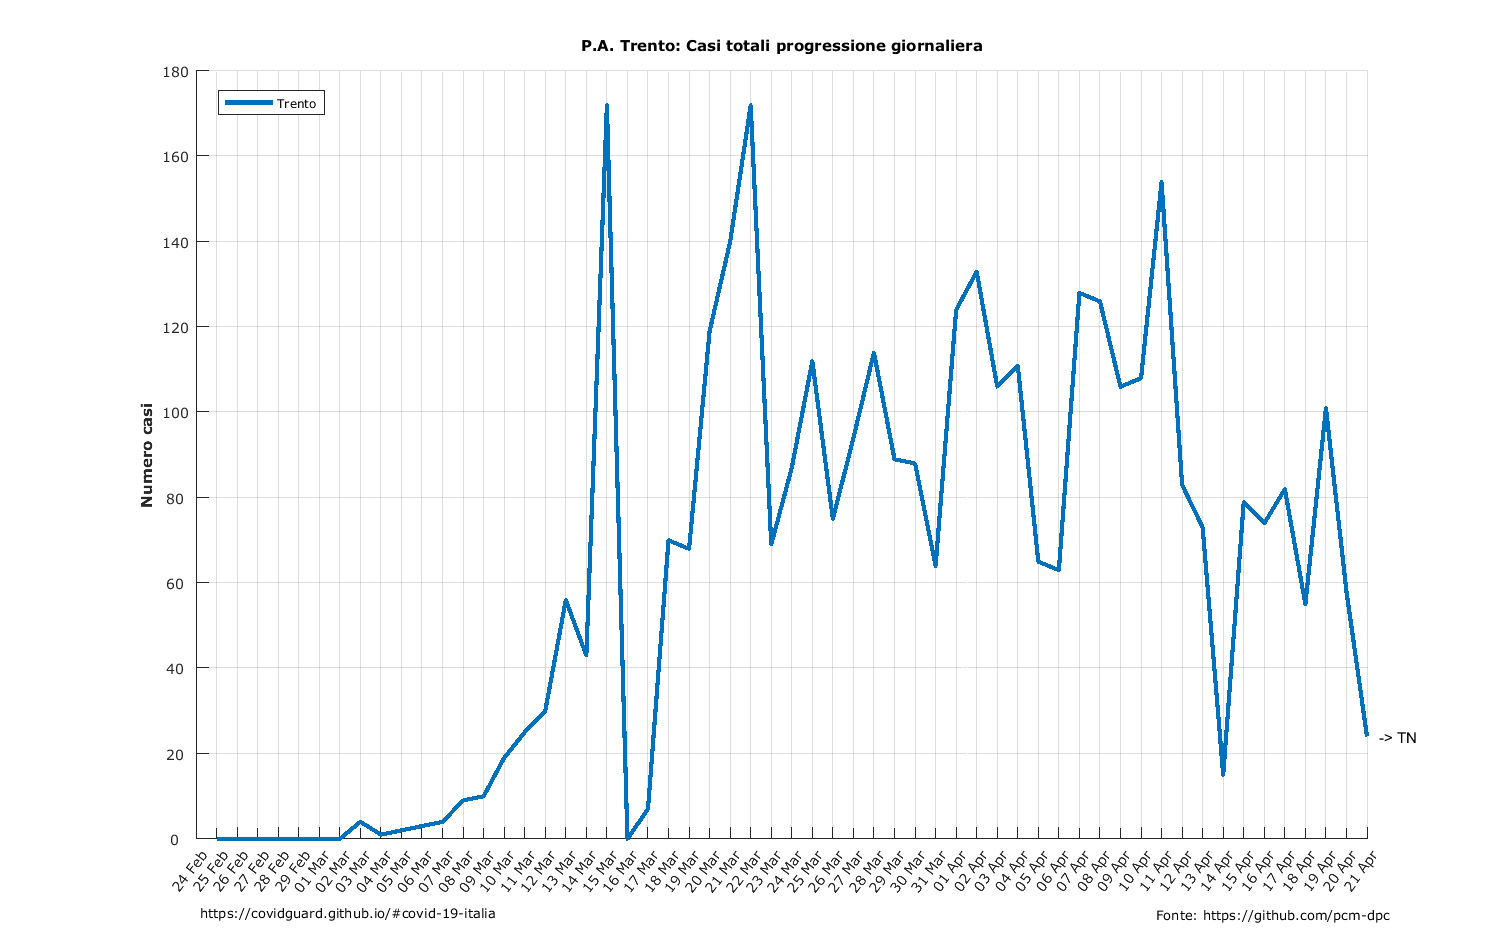 P.A. Trento: Casi totali progressione giornaliera
180
160
140
120
100
80
60
40
20
0
Numero casi
Trento
-> TN
24 Feb
25 Feb
26 Feb
27 Feb
28 Feb
29 Feb
01 Mar
02 Mar
03 Mar
04 Mar
05 Mar
06 Mar
07 Mar
08 Mar
09 Mar
10 Mar
11 Mar
12 Mar
13 Mar
14 Mar
15 Mar
16 Mar
17 Mar
18 Mar
19 Mar
20 Mar
21 Mar
22 Mar
23 Mar
24 Mar
25 Mar
26 Mar
27 Mar
28 Mar
29 Mar
30 Mar
31 Mar
01 Apr
02 Apr
03 Apr
04 Apr
05 Apr
06 Apr
07 Apr
08 Apr
09 Apr
10 Apr
11 Apr
12 Apr
13 Apr
14 Apr
15 Apr
16 Apr
17 Apr
18 Apr
19 Apr
20 Apr
21 Apr
https://covidguard.github.io/#covid-19-italia
Fonte: https://github.com/pcm-dpc